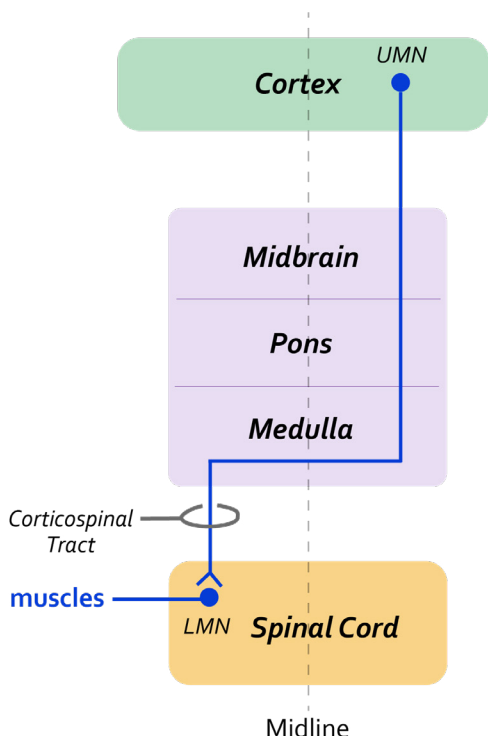 UMN
Cortex
Midbrain
Pons
Medulla
Corticospinal
Tract
muscles
LMN
Spinal Cord
Midline